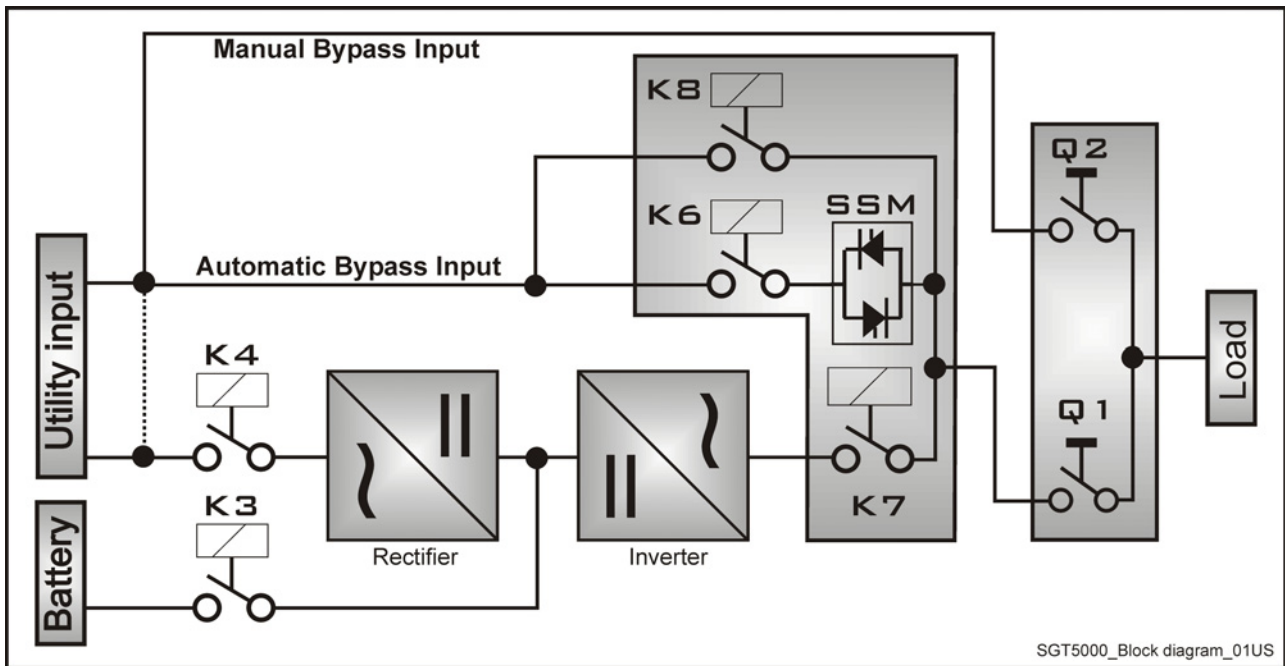 Manual Bypass Input
K8
Q2
K6
SSM
Automatic Bypass Input
Utility input
K4
Load
Q1
K3
K7
Rectifier
Inverter
Battery
SGT5000_Block diagram_01US